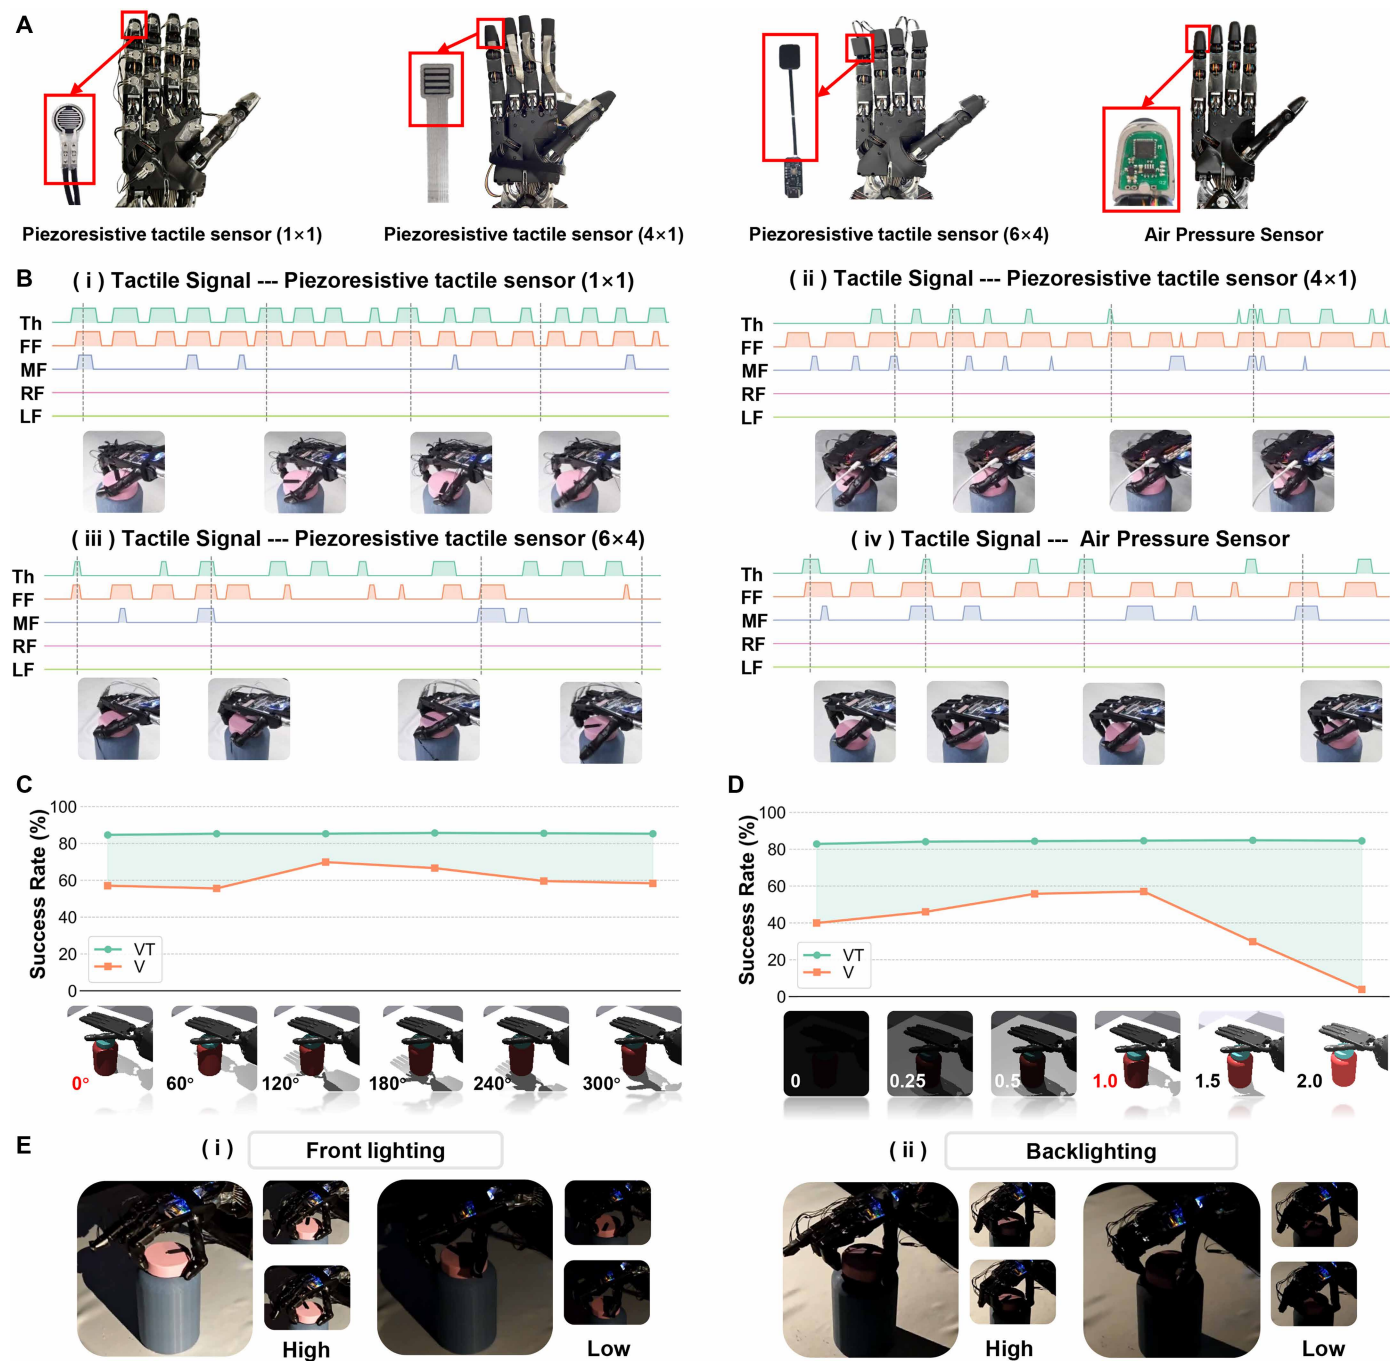 A
Piezoresistive tactile sensor (1×1)
Piezoresistive tactile sensor (4×1)
Piezoresistive tactile sensor (6×4)
Air Pressure Sensor
B
( i ) Tactile Signal --- Piezoresistive tactile sensor (1×1)
Th
FF
MF
RF
LF
( ii ) Tactile Signal --- Piezoresistive tactile sensor (4×1)
Th
FF
MF
RF
LF
( iii ) Tactile Signal --- Piezoresistive tactile sensor (6×4)
Th
FF
MF
RF
LF
( iv ) Tactile Signal --- Air Pressure Sensor
Th
FF
MF
RF
LF
C
Success Rate (%)
100
80
60
40
20
0
VT
V
0°
60°
120°
180°
240°
300°
D
Success Rate (%)
100
80
60
40
20
0
VT
V
0
0.25
0.5
1.0
1.5
2.0
E
( i )
Front lighting
High
Low
( ii )
Backlighting
High
Low